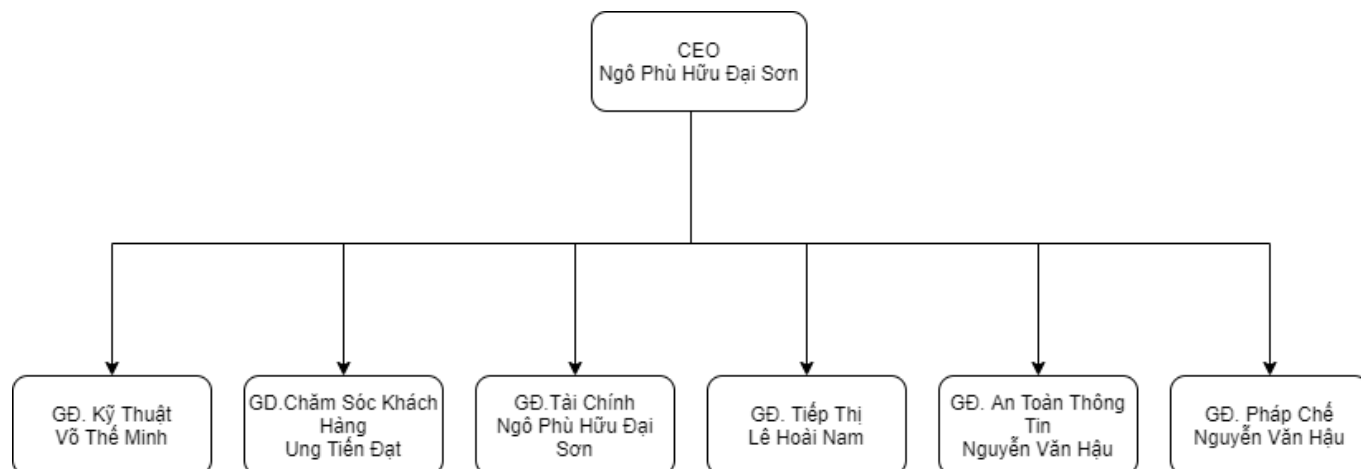 CEO
Ngô Phù Hữu Đại Sơn
GĐ. Kỹ Thuật
Võ Thế Minh
GD.Chăm Sóc Khách
Hàng
Ung Tiến Đạt
GĐ.Tài Chính
Ngô Phù Hữu Đại
Sơn
GĐ. Tiếp Thị
Lê Hoài Nam
GĐ. An Toàn Thông
Tin
Nguyễn Văn Hậu
GĐ. Pháp Chế
Nguyễn Văn Hậu